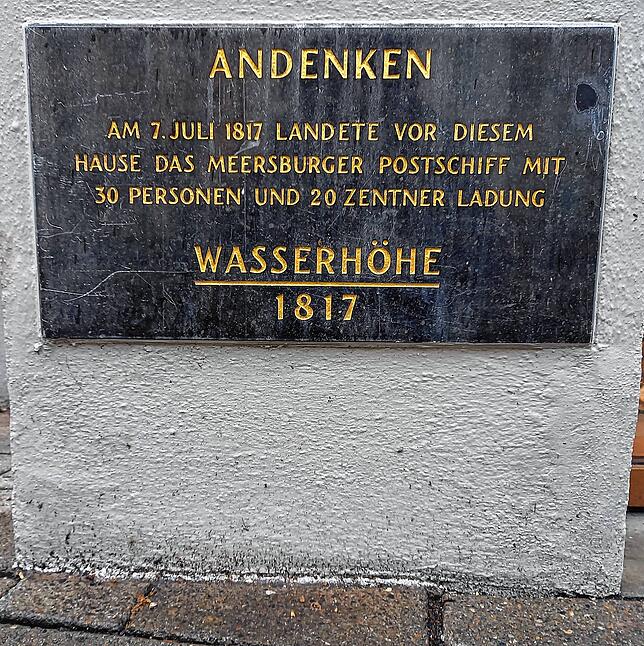 ANDENKEN
AM 7. JULI 1817 LANDETE VOR DIESEM
HAUSE DAS MEERSBURGER POSTSCHIFF MIT
30 PERSONEN UND 20 ZENTNER LADUNG
WASSERHÖHE
1817